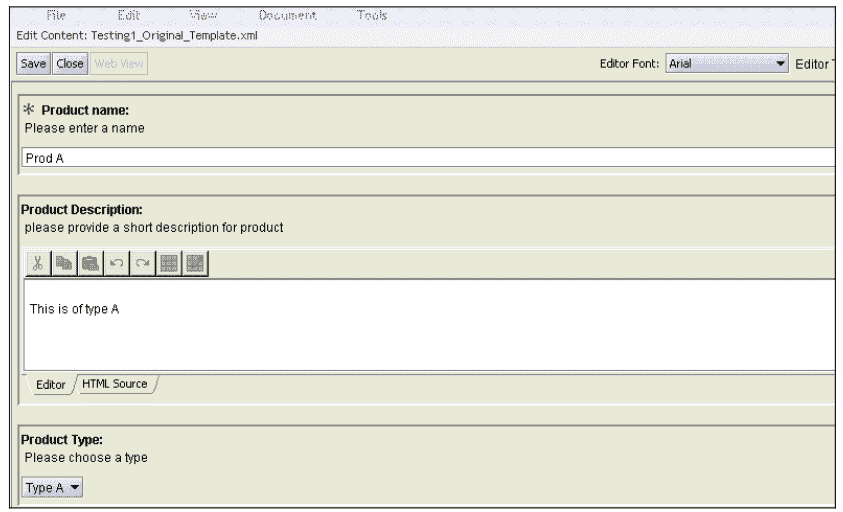 File Edit View Document Tools
Edit Content: Testing1_Original_Template.xml
Save Close Web View Editor Font: Arial Editor
* Product name:
Please enter a name
Prod A
Product Description:
please provide a short description for product
This is of type A
Editor HTML Source
Product Type:
Please choose a type
Type A